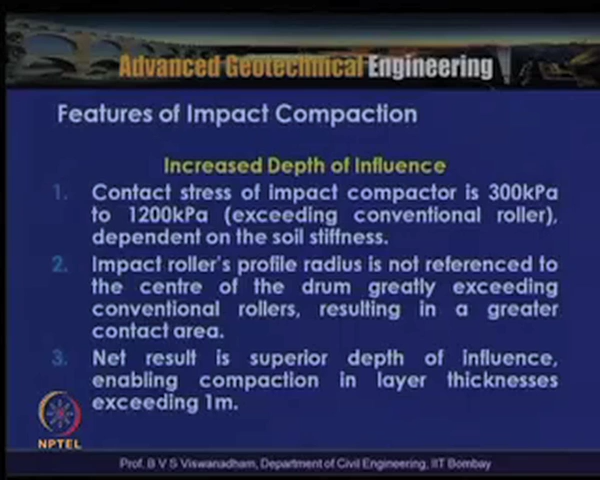 Advanced Geotechnical Engineering
Features of Impact Compaction
Increased Depth of Influence
1. Contact stress of impact compactor is 300kPa
to 1200kPa (exceeding conventional roller),
dependent on the soil stiffness.
2. Impact roller's profile radius is not referenced to
the centre of the drum greatly exceeding
conventional rollers, resulting in a greater
contact area.
3. Net result is superior depth of influence,
enabling compaction in layer thicknesses
exceeding 1m.
NPTEL
Prof. B V S Viswanadham, Department of Civil Engineering, IIT Bombay